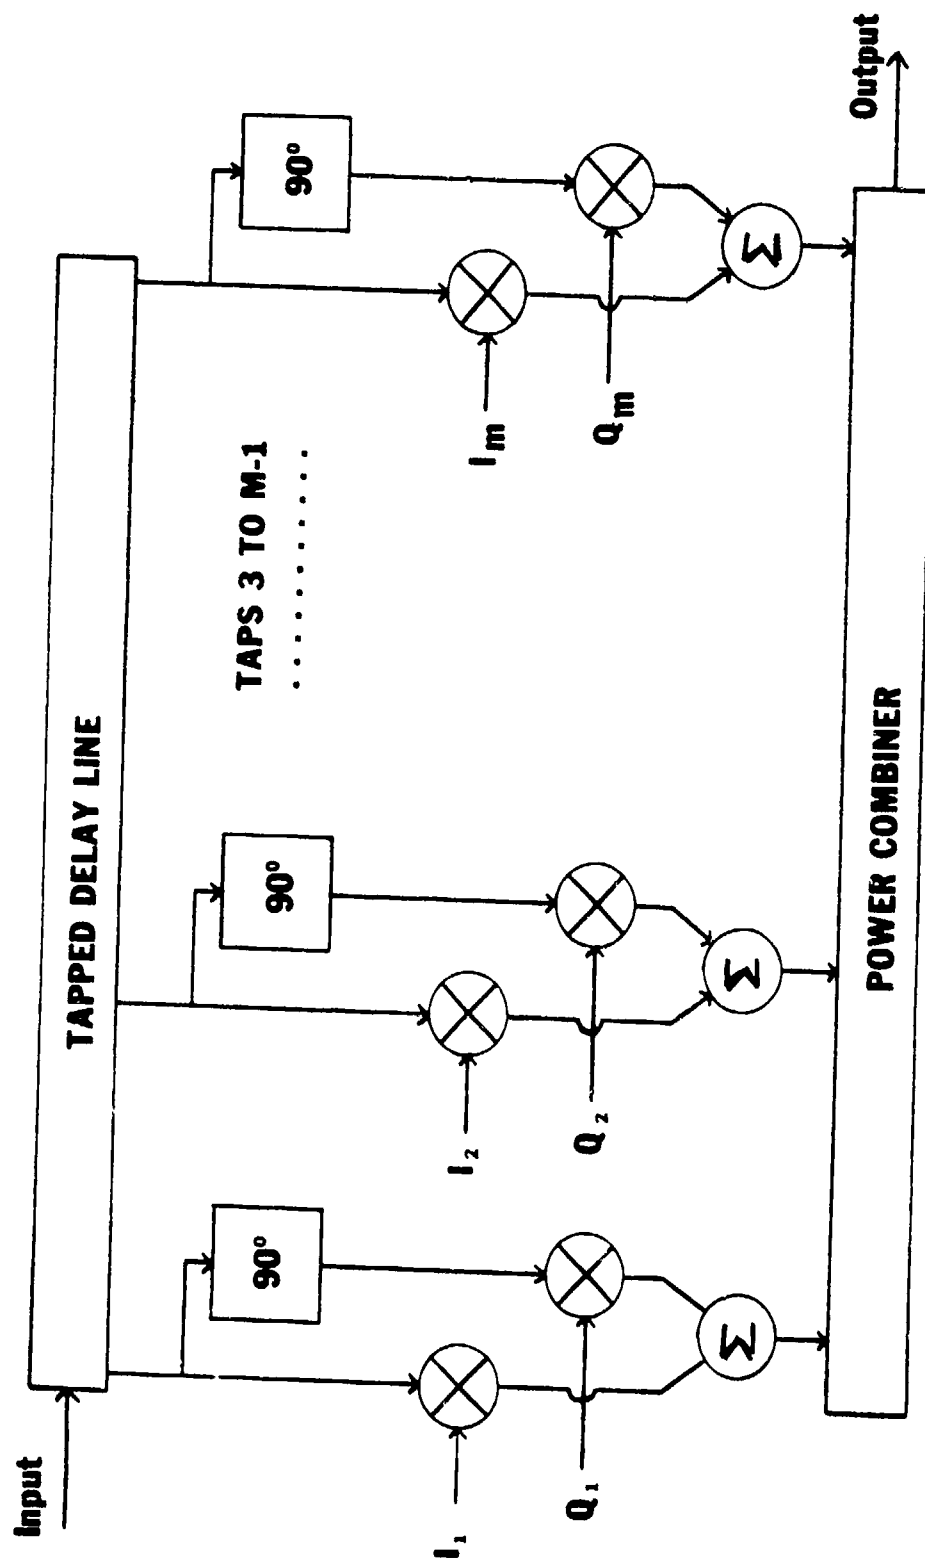 Input
TAPPED DELAY LINE
90°
90°
90°
TAPS 3 TO M-1
. . . . . . . . . . .
I₁
I₂
Iₘ
Q₁
Q₂
Qₘ
Σ
Σ
Σ
POWER COMBINER
Output